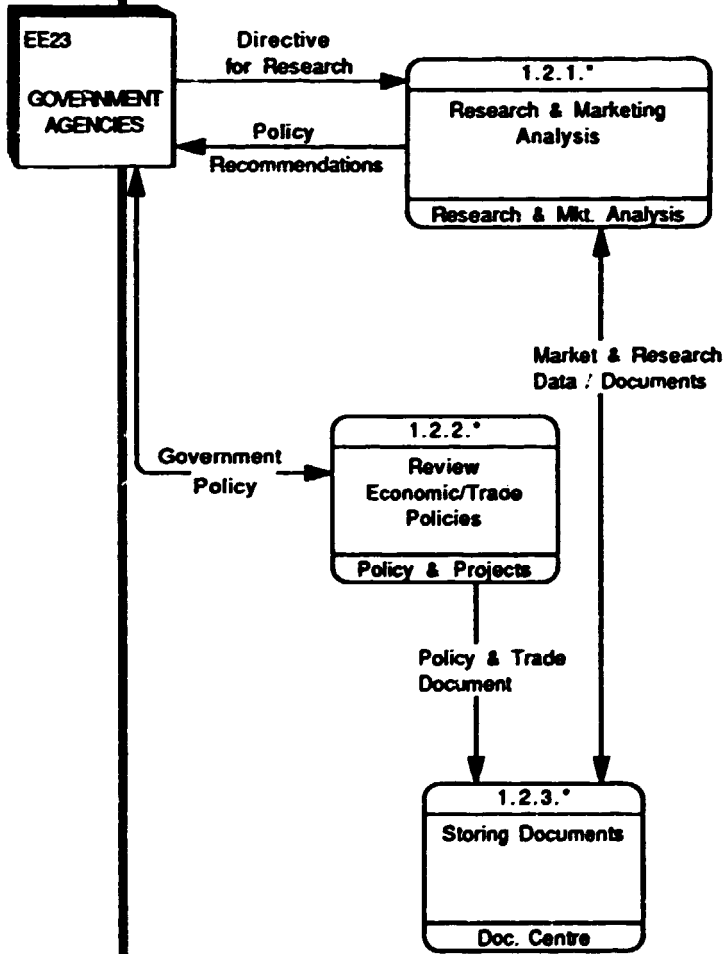 EE23
GOVERNMENT
AGENCIES
Directive
for Research
Policy
Recommendations
1.2.1.*
Research & Marketing
Analysis
Research & Mkt. Analysis
Market & Research
Data / Documents
Government
Policy
1.2.2.*
Review
Economic/Trade
Policies
Policy & Projects
Policy & Trade
Document
1.2.3.*
Storing Documents
Doc. Centre